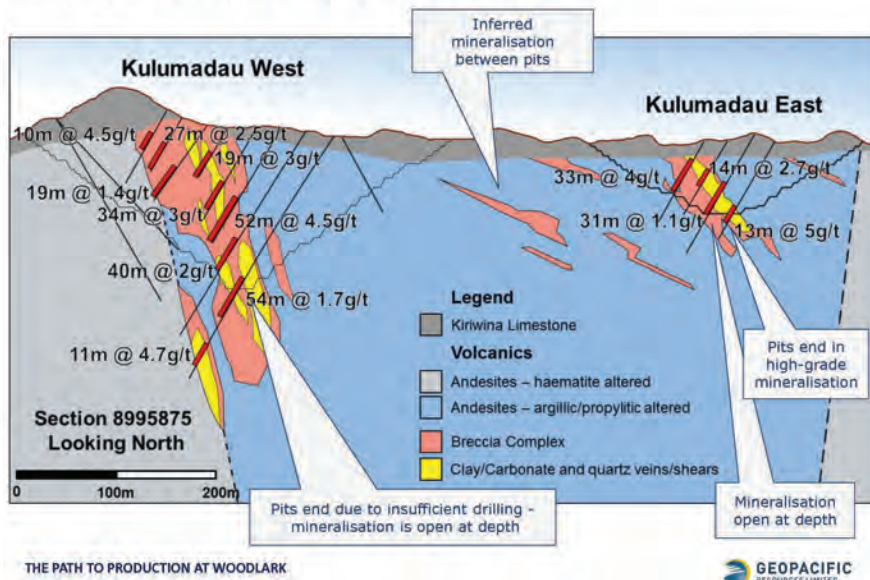 Inferred
mineralisation
between pits
Kulumadau West
Kulumadau East
10m @ 4.5g/t
27m @ 2.5g/t
19m @ 3g/t
19m @ 1.4g/t
34m @ 3g/t
52m @ 4.5g/t
40m @ 2g/t
54m @ 1.7g/t
11m @ 4.7g/t
33m @ 4g/t
14m @ 2.7g/t
31m @ 1.1g/t
13m @ 5g/t
Legend
Kiriwina Limestone
Volcanics
Andesites – haematite altered
Andesites – argillic/propylitic altered
Breccia Complex
Clay/Carbonate and quartz veins/shears
Pits end in
high-grade
mineralisation
Section 8995875
Looking North
0 100m 200m
Pits end due to insufficient drilling -
mineralisation is open at depth
Mineralisation
open at depth
THE PATH TO PRODUCTION AT WOODLARK
GEOPACIFIC
RESOURCES LIMITED